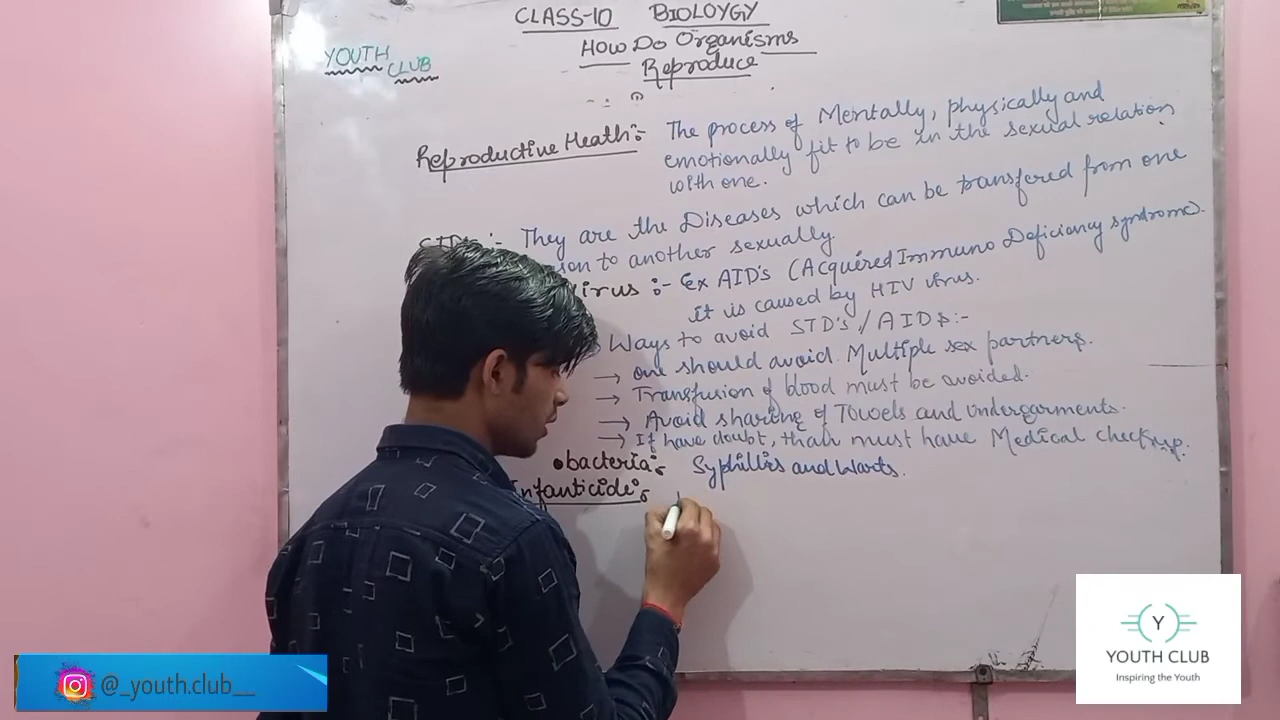 CLASS-10 BIOLOYGY
HOW DO Organisms
Reproduce
YOUTH
CLUB
Reproductive Heath:-
The process of Mentally, physically and
emotionally fit to be in the sexual relation
with one.
They are the Diseases which can be transfered from one
son to another sexually.
Virus :- Ex AID's (Acquired Immuno Deficiency syndrome).
it is caused by HIV virus.
Ways to avoid STD's / AIDs:-
→ one should avoid Multiple sex partners.
→ Transfusion of blood must be avoided.
→ Avoid sharing of Towels and undergarments.
→ If have doubt, than must have Medical checkup.
•bacteria:- Syphillis and Warts.
Infanticide:-
@_youth.club__
Y
YOUTH CLUB
Inspiring the Youth